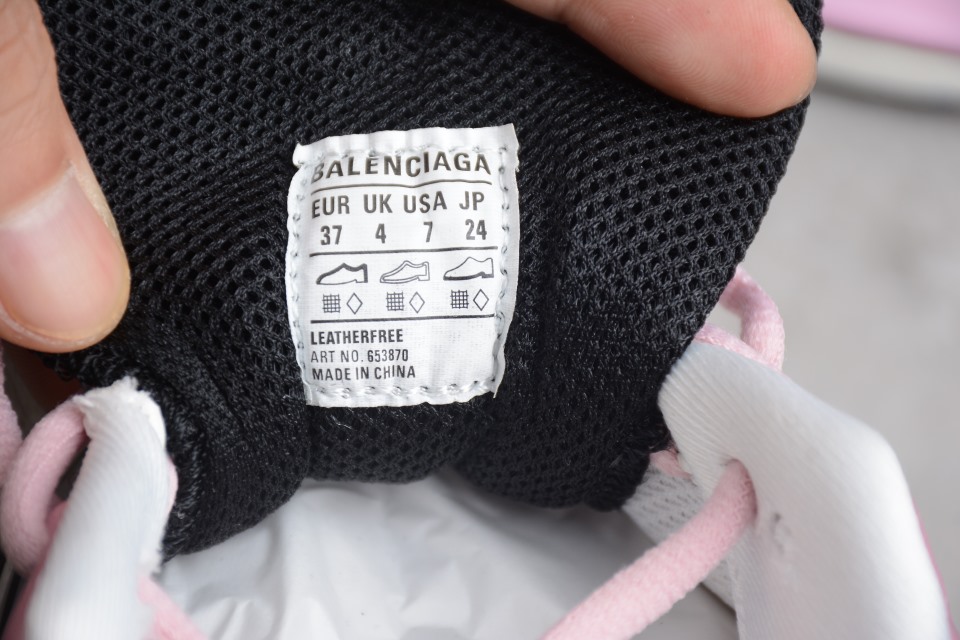 BALENCIAGA
EUR UK USA JP
37 4 7 24
LEATHERFREE
ART NO. 653870
MADE IN CHINA